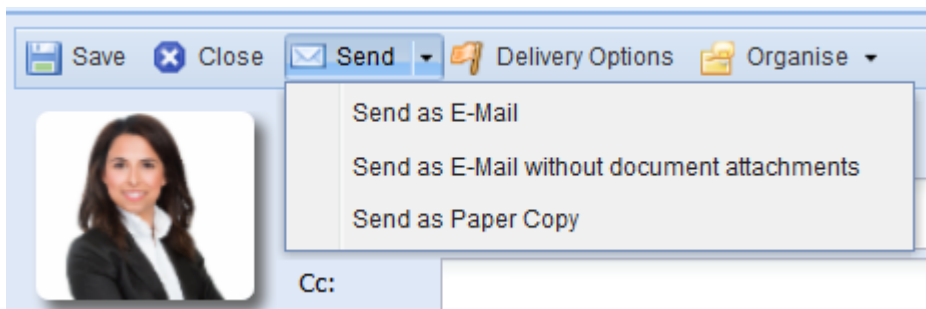 Save Close Send Delivery Options Organise
Send as E-Mail
Send as E-Mail without document attachments
Send as Paper Copy
Cc: